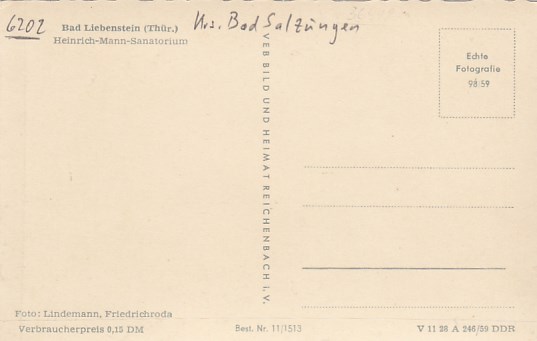 6202
Bad Liebenstein (Thür.)
Heinrich-Mann-Sanatorium
Krs. Bad Salzungen
VEB BILD UND HEIMAT REICHENBACH I. V.
Echte
Fotografie
98/59
Foto: Lindemann, Friedrichroda
Verbraucherpreis 0,15 DM
Best. Nr. 11/1513
V 11 28 A 246/59 DDR